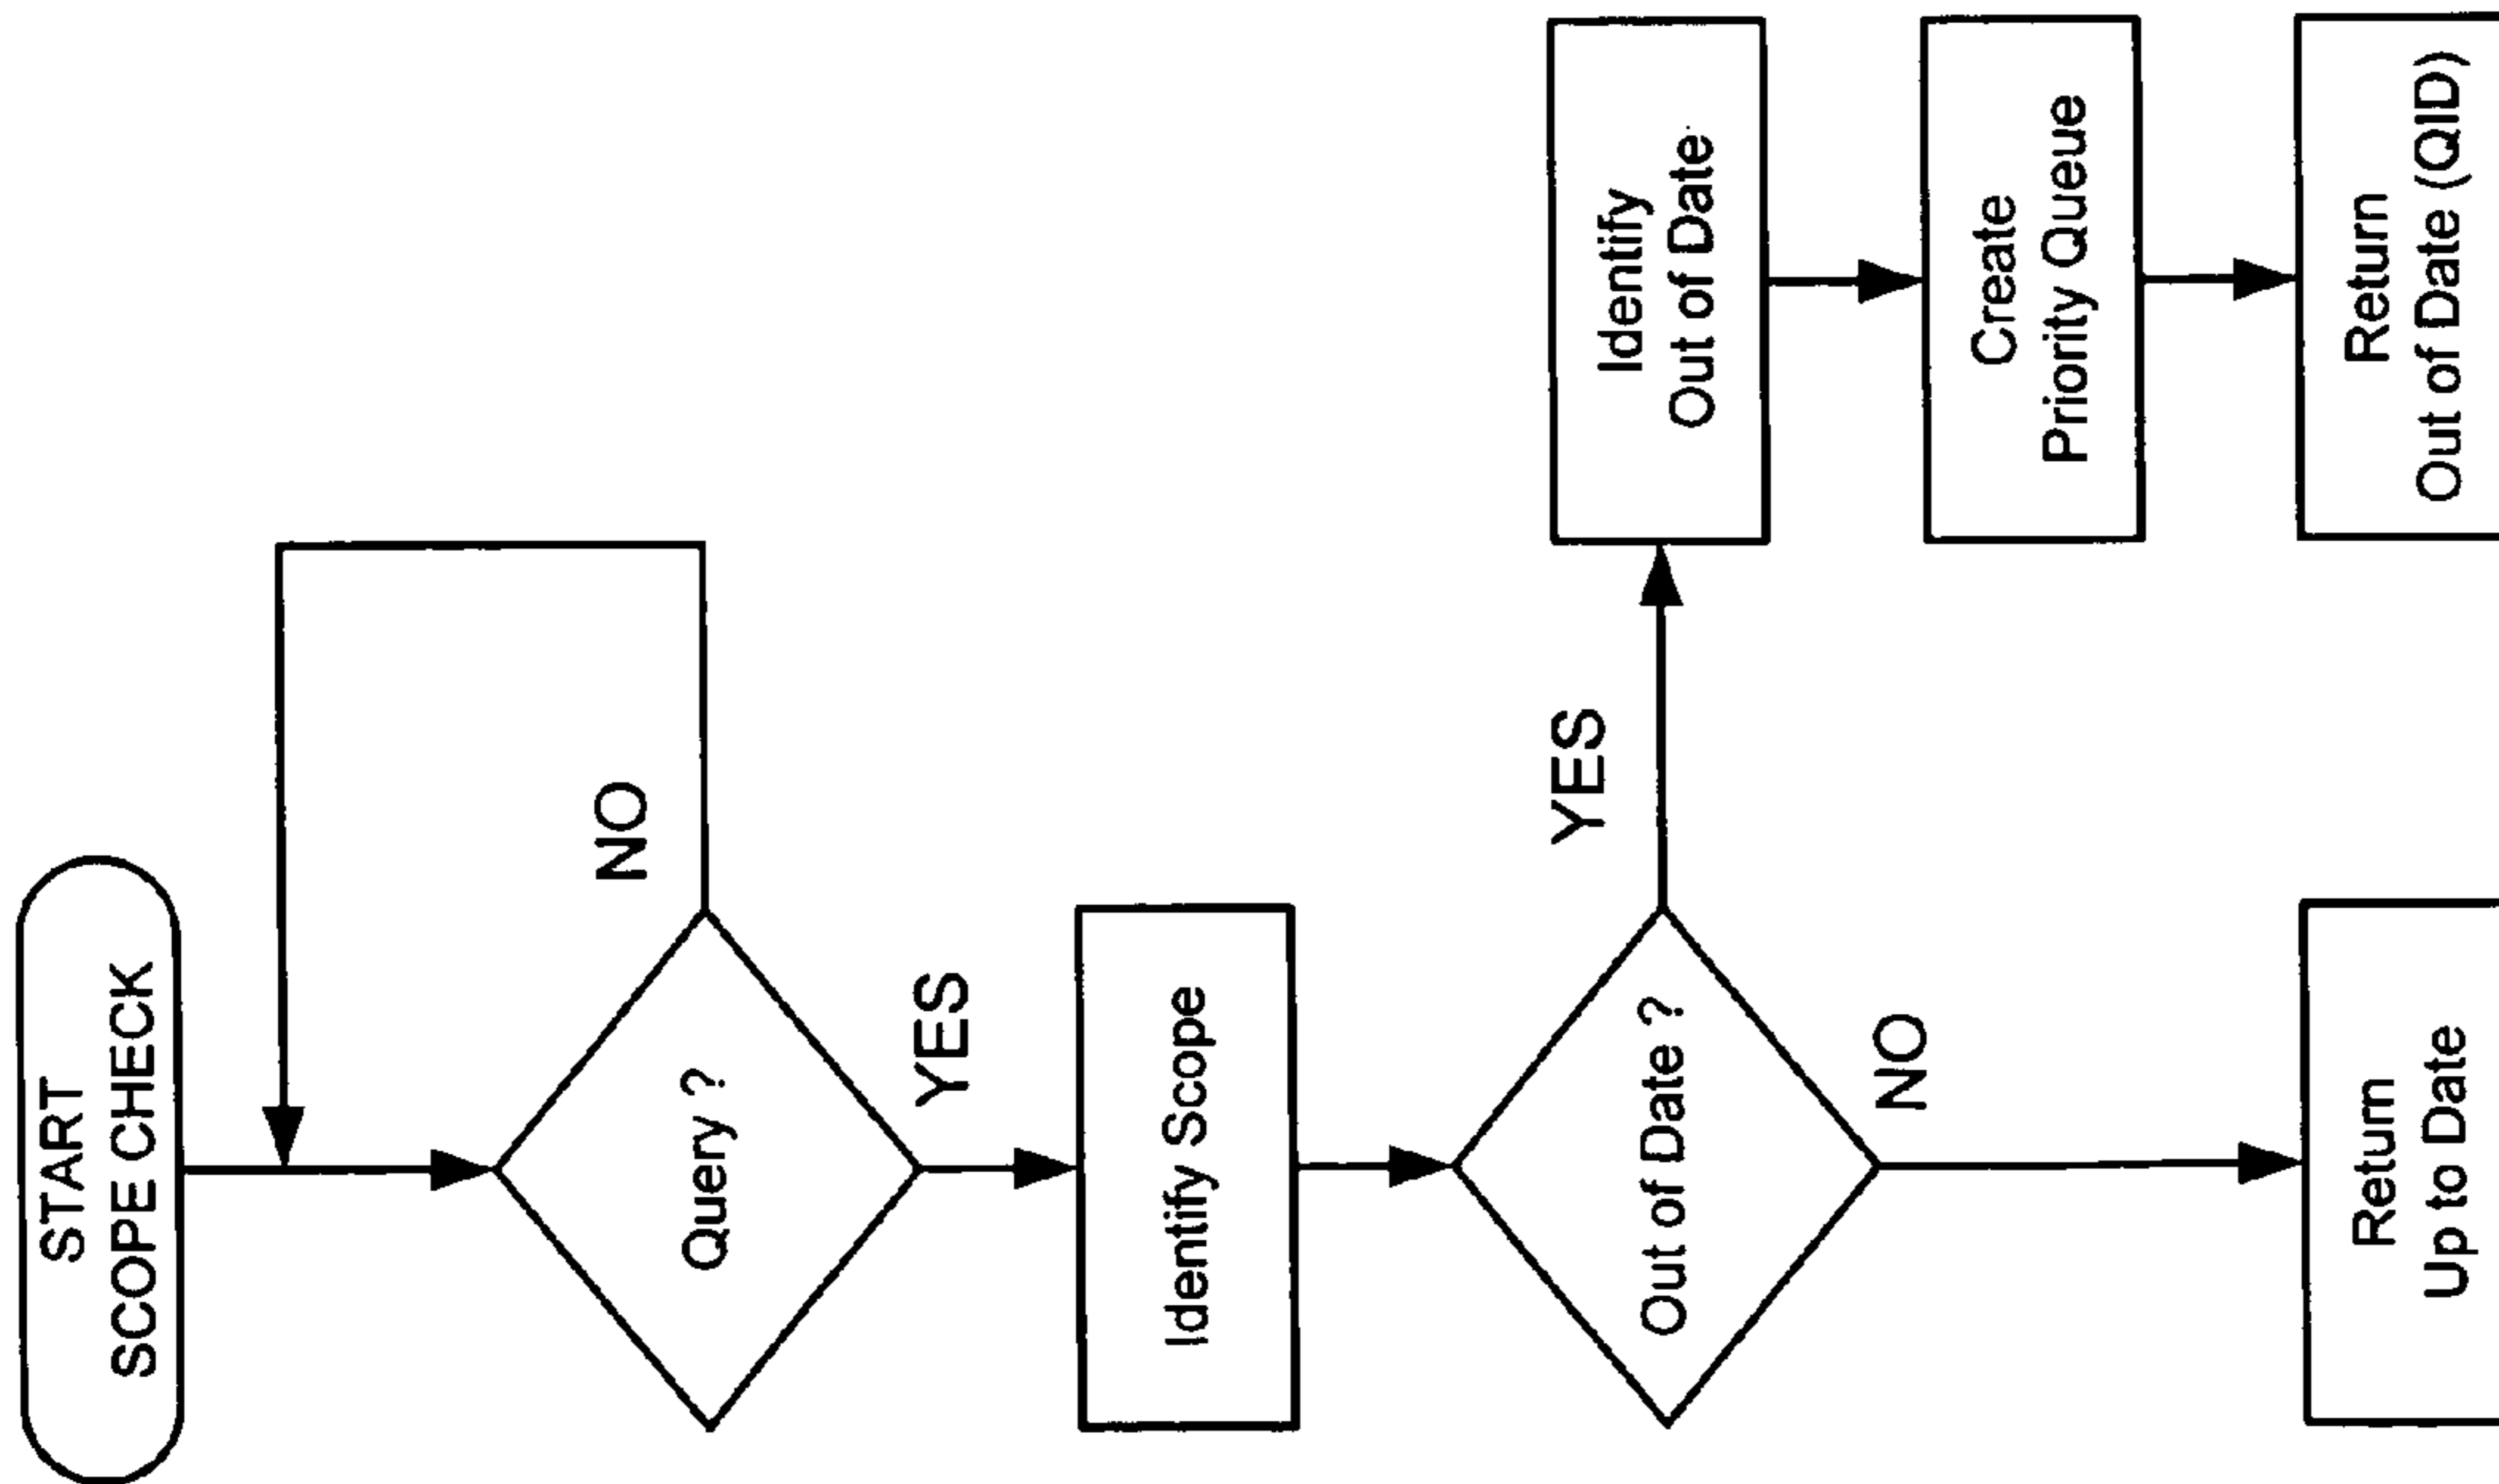 START
SCOPE CHECK
Query ?
NO
YES
Identify Scope
Out of Date ?
YES
NO
Identify
Out of Date
Create
Priority Queue
Return
Out of Date (QID)
Return
Up to Date